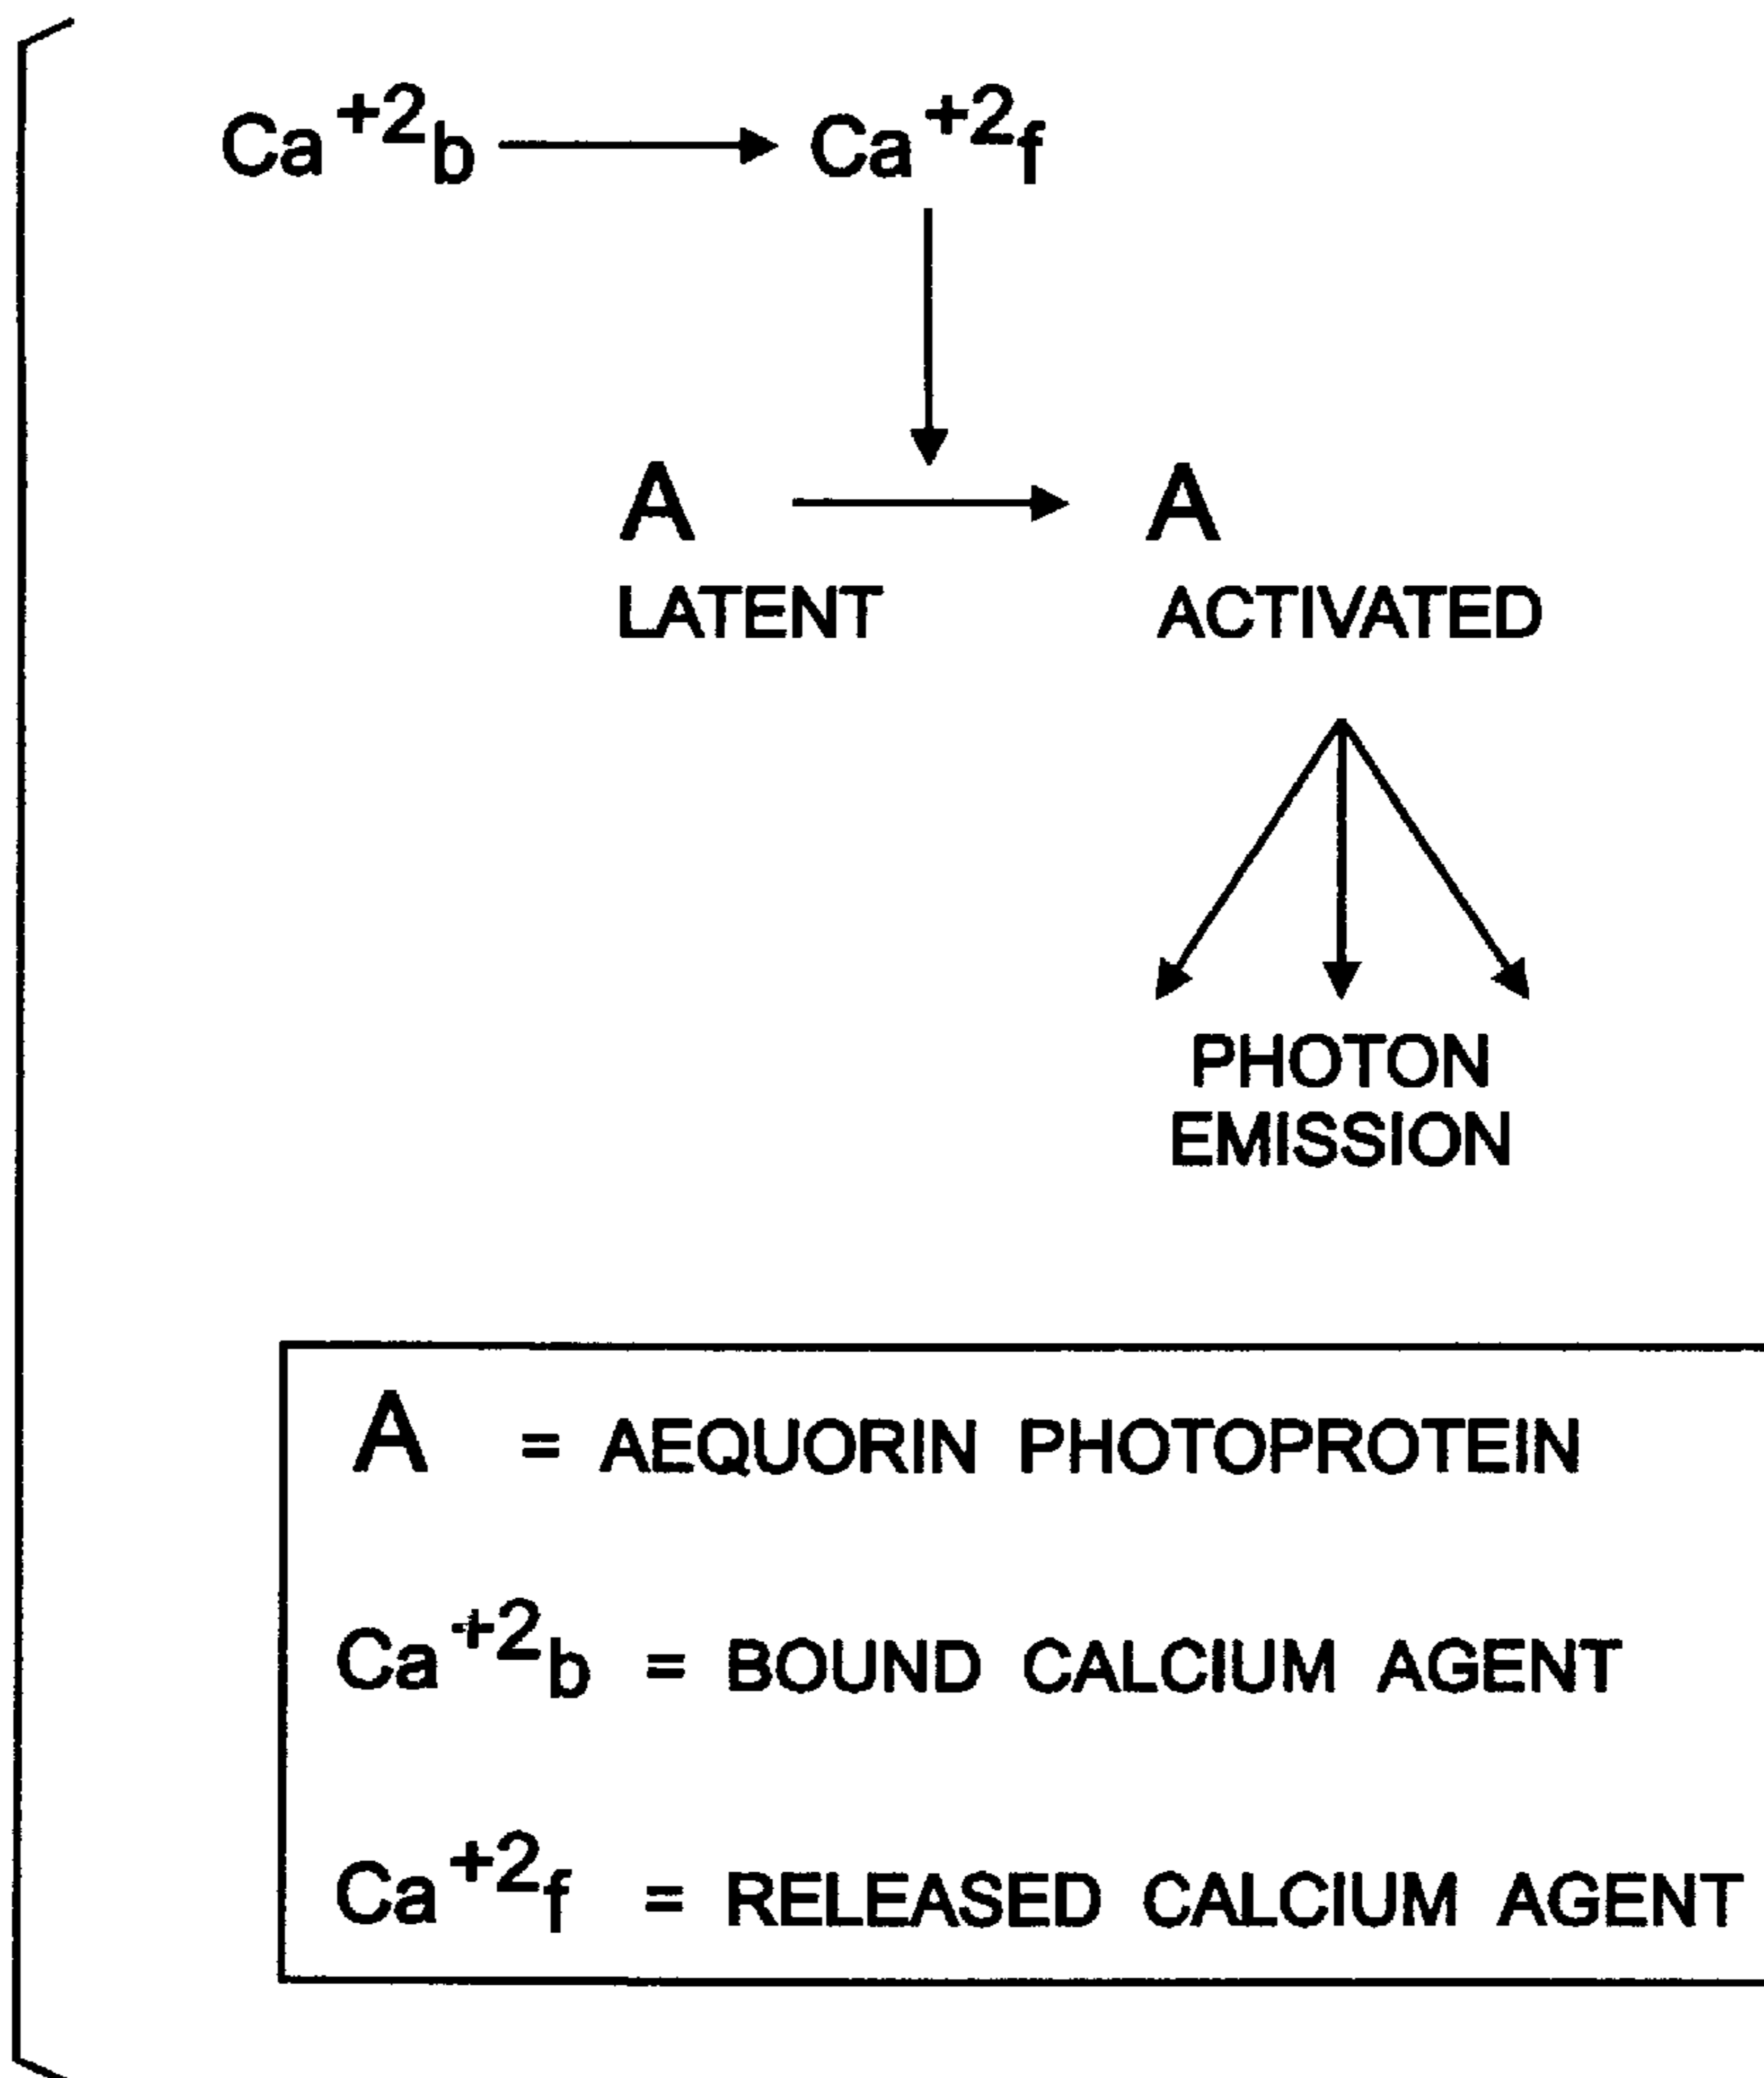 Ca+2b Ca+2f
A A
LATENT ACTIVATED
PHOTON
EMISSION
A = AEQUORIN PHOTOPROTEIN
Ca+2b = BOUND CALCIUM AGENT
Ca+2f = RELEASED CALCIUM AGENT